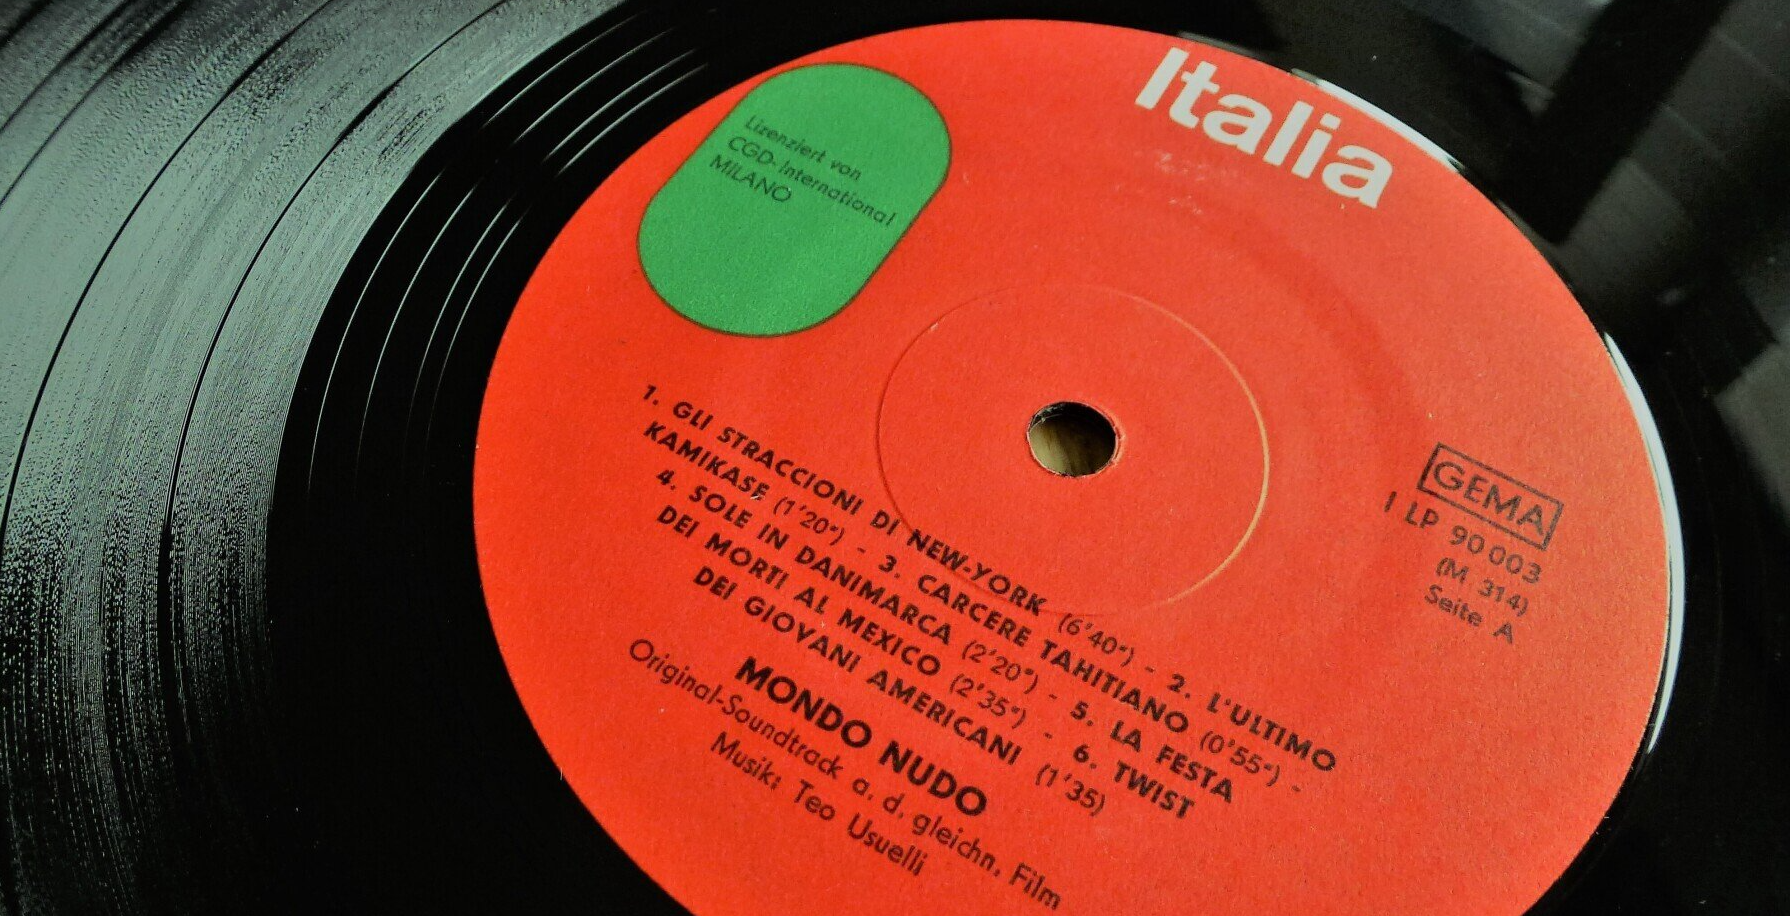 Italia
Lizenziert von
CGD-International
MILANO
GEMA
I LP 90 003
(M 314)
Seite A
1. GLI STRACCIONI DI NEW-YORK (6'40") - 2. L'ULTIMO
KAMIKASE (1'20") - 3. CARCERE TAHITIANO (0'55") -
4. SOLE IN DANIMARCA (2'20") - 5. LA FESTA
DEI MORTI AL MEXICO (2'35") - 6. TWIST
DEI GIOVANI AMERICANI (1'35)
MONDO NUDO
Original-Soundtrack a. d. gleichn. Film
Musik: Teo Usuelli